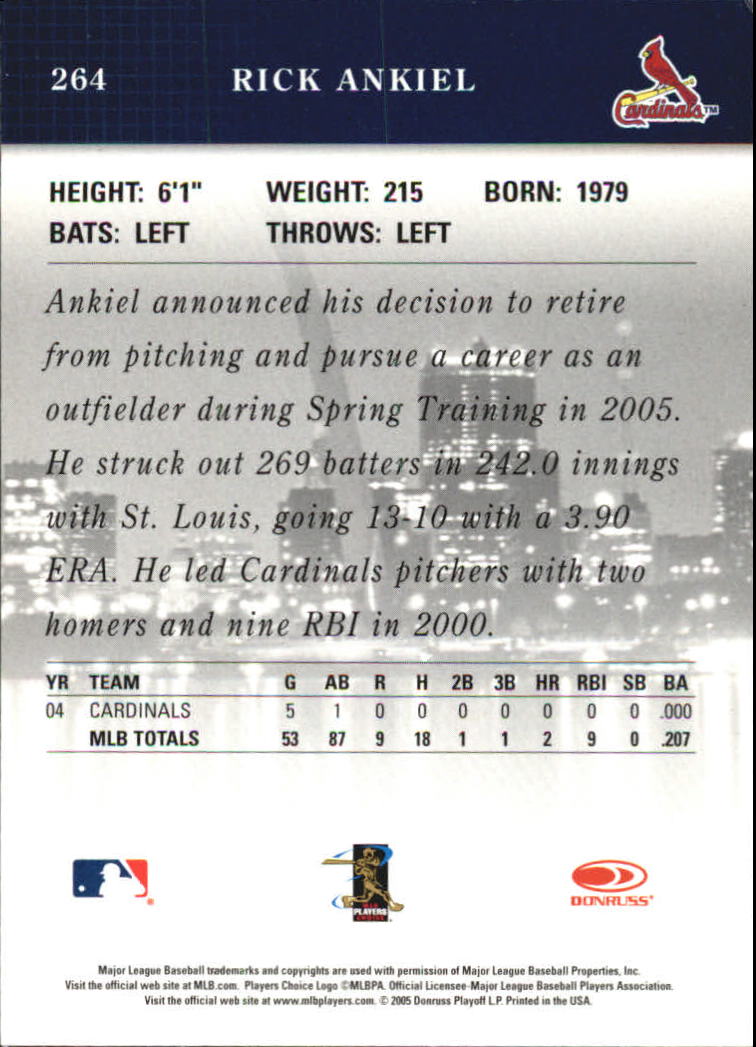 264 RICK ANKIEL Cardinals™
HEIGHT: 6'1" WEIGHT: 215 BORN: 1979
BATS: LEFT THROWS: LEFT
Ankiel announced his decision to retire
from pitching and pursue a career as an
outfielder during Spring Training in 2005.
He struck out 269 batters in 242.0 innings
with St. Louis, going 13-10 with a 3.90
ERA. He led Cardinals pitchers with two
homers and nine RBI in 2000.
YR TEAM G AB R H 2B 3B HR RBI SB BA
04 CARDINALS 5 1 0 0 0 0 0 0 0 .000
MLB TOTALS 53 87 9 18 1 1 2 9 0 .207
MLB
PLAYERS
CHOICE
DONRUSS®
Major League Baseball trademarks and copyrights are used with permission of Major League Baseball Properties, Inc.
Visit the official web site at MLB.com. Players Choice Logo ©MLBPA. Official Licensee-Major League Baseball Players Association.
Visit the official web site at www.mlbplayers.com. © 2005 Donruss Playoff L.P. Printed in the USA.